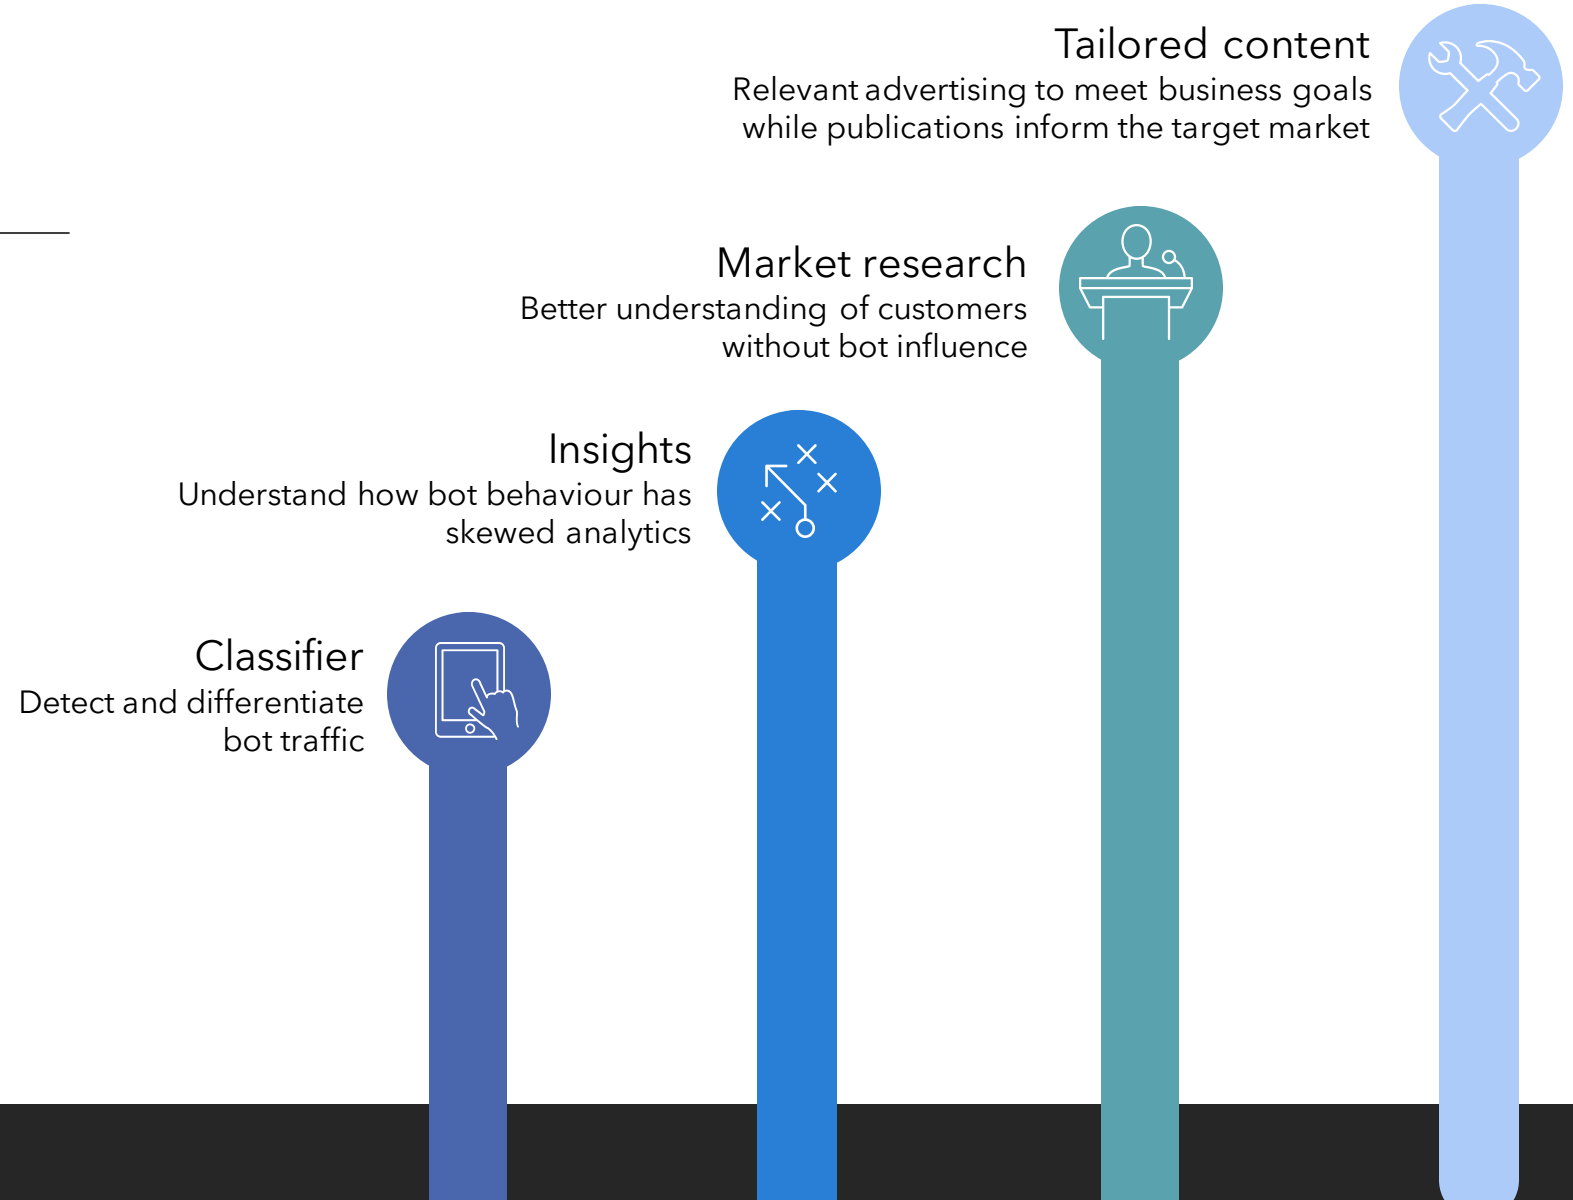 Tailored content
Relevant advertising to meet business goals
while publications inform the target market
Market research
Better understanding of customers
without bot influence
Insights
Understand how bot behaviour has
skewed analytics
Classifier
Detect and differentiate
bot traffic